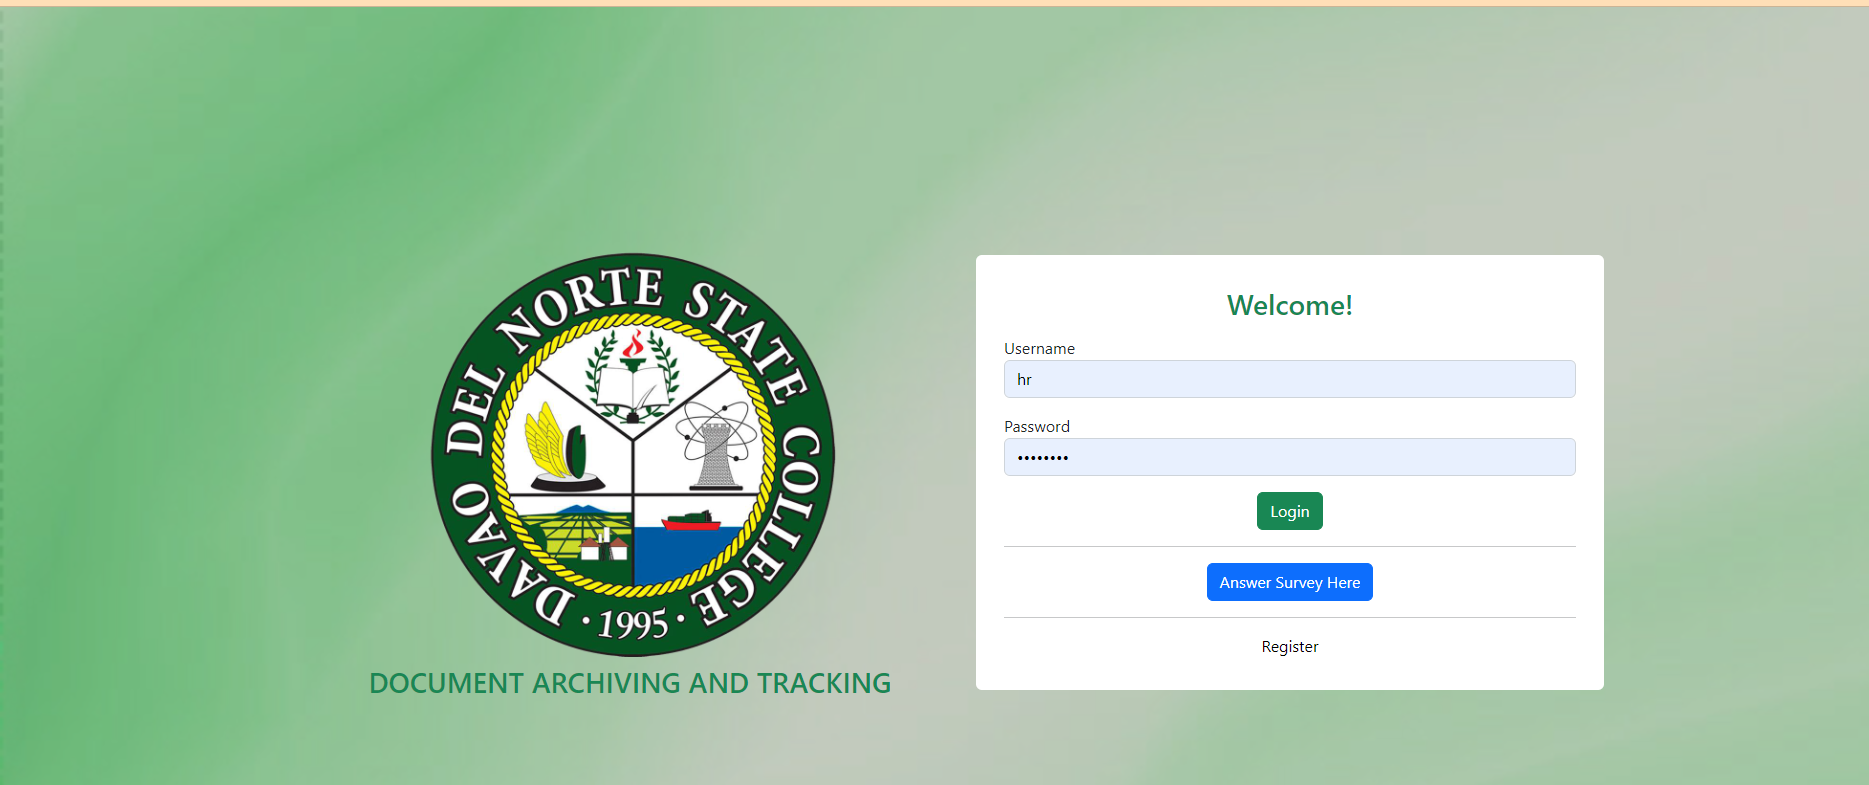 DAVAO DEL NORTE STATE COLLEGE
· 1995 ·
DOCUMENT ARCHIVING AND TRACKING
Welcome!
Username
hr
Password
••••••••
Login
Answer Survey Here
Register